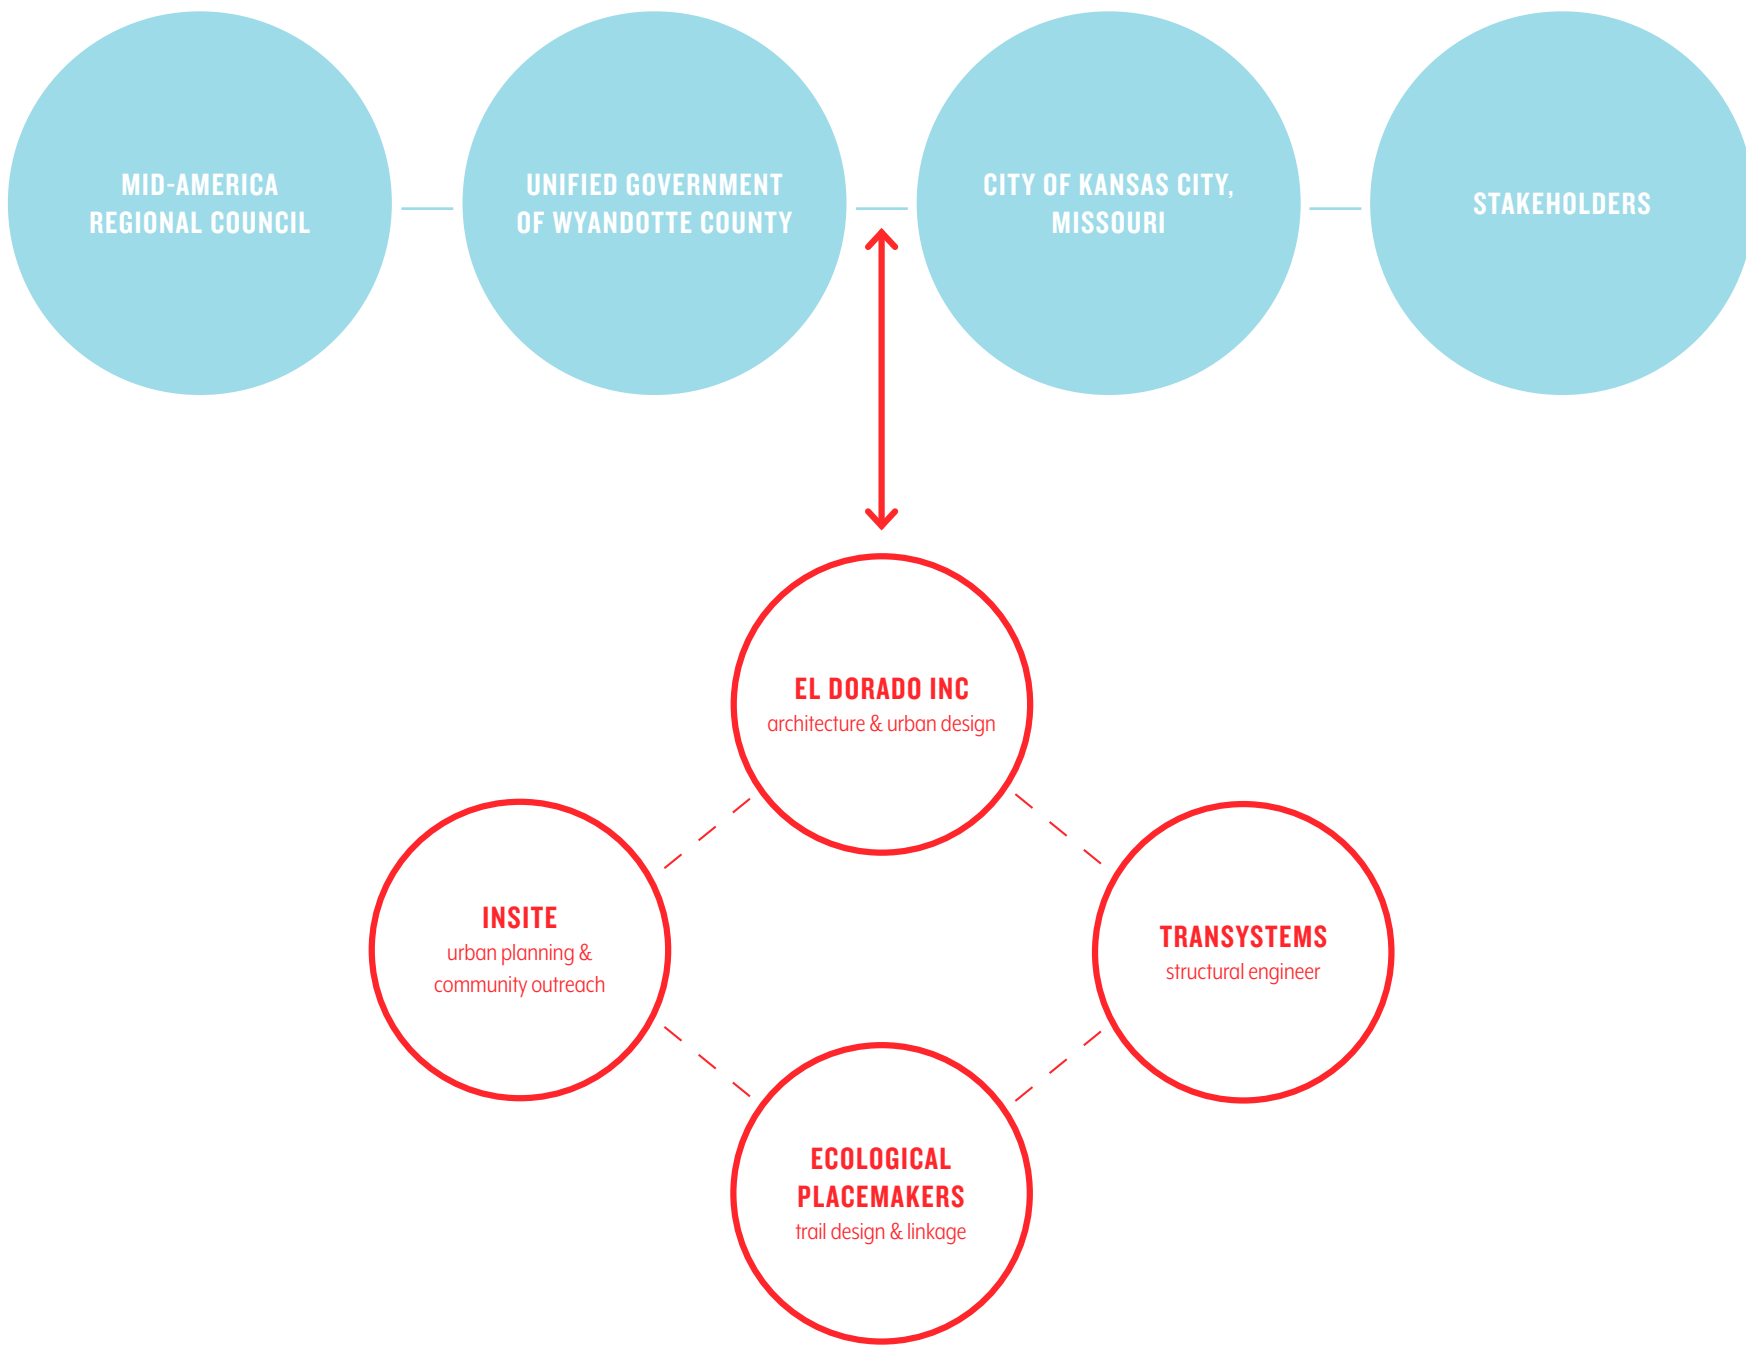 MID-AMERICA
REGIONAL COUNCIL
UNIFIED GOVERNMENT
OF WYANDOTTE COUNTY
CITY OF KANSAS CITY,
MISSOURI
STAKEHOLDERS
EL DORADO INC
architecture & urban design
INSITE
urban planning &
community outreach
TRANSYSTEMS
structural engineer
ECOLOGICAL
PLACEMAKERS
trail design & linkage